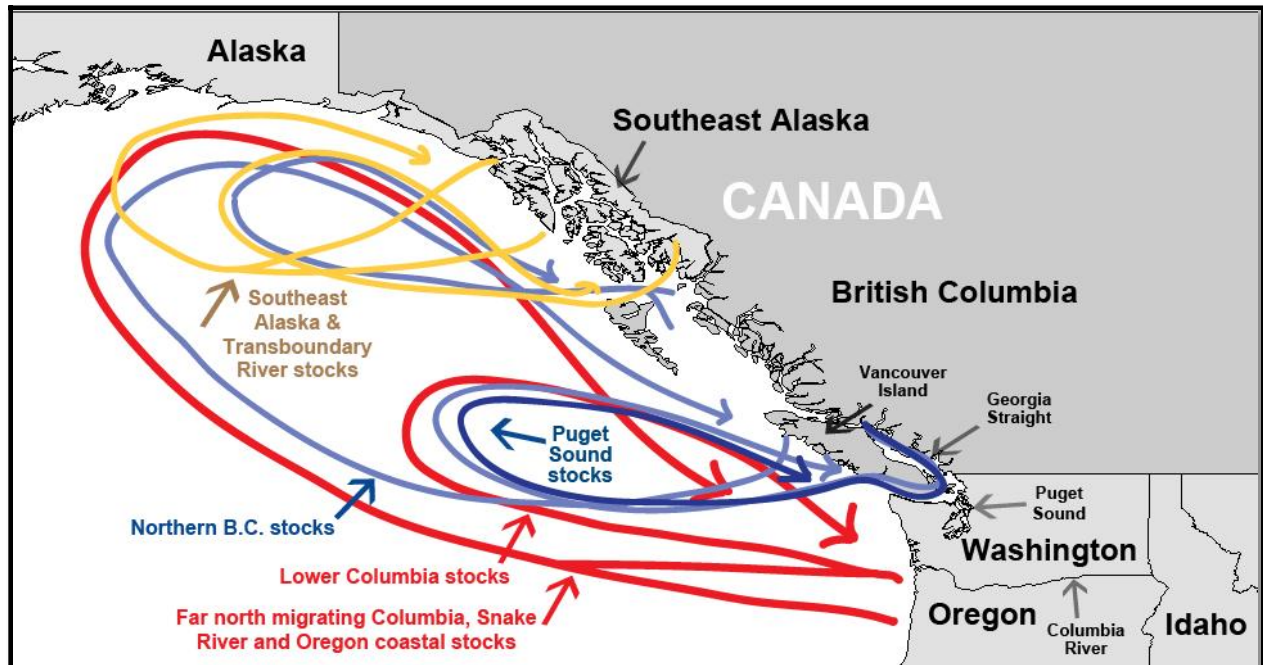 Alaska
Southeast Alaska
CANADA
British Columbia
Southeast
Alaska &
Transboundary
River stocks
Vancouver
Island
Georgia
Straight
Puget
Sound
stocks
Northern B.C. stocks
Puget
Sound
Washington
Lower Columbia stocks
Far north migrating Columbia, Snake
River and Oregon coastal stocks
Oregon
Columbia
River
Idaho